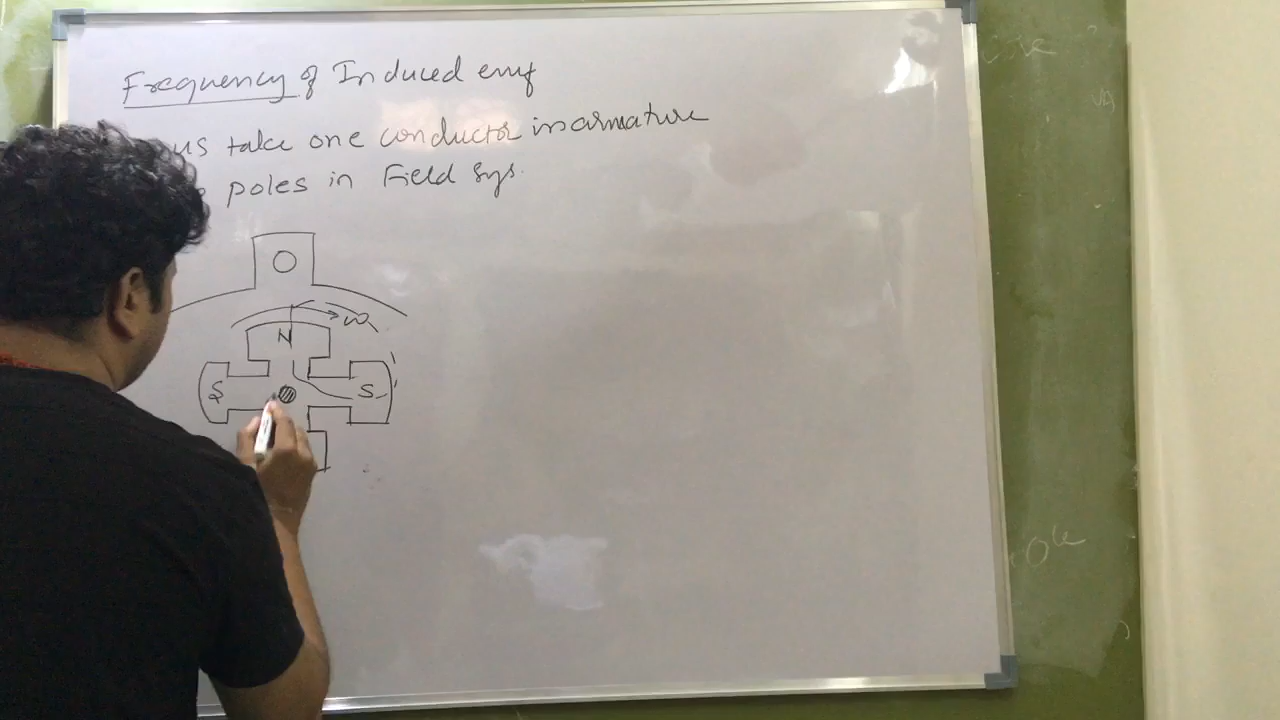 Frequency of Induced emf
us take one conductor in armature
poles in Field sys.
ω
N
S S